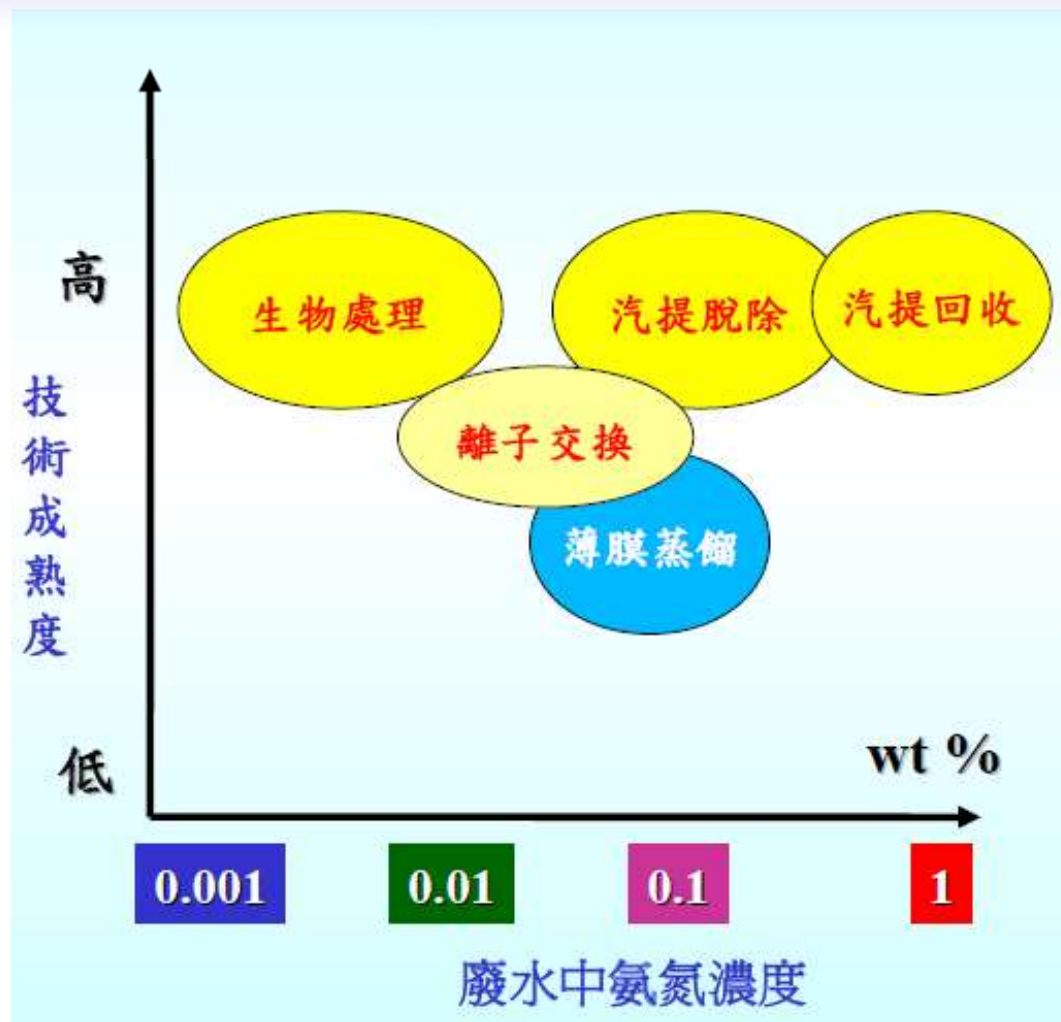 高
技術成熟度
低
生物處理
汽提脫除
汽提回收
離子交換
薄膜蒸餾
wt %
0.001
0.01
0.1
1
廢水中氨氮濃度